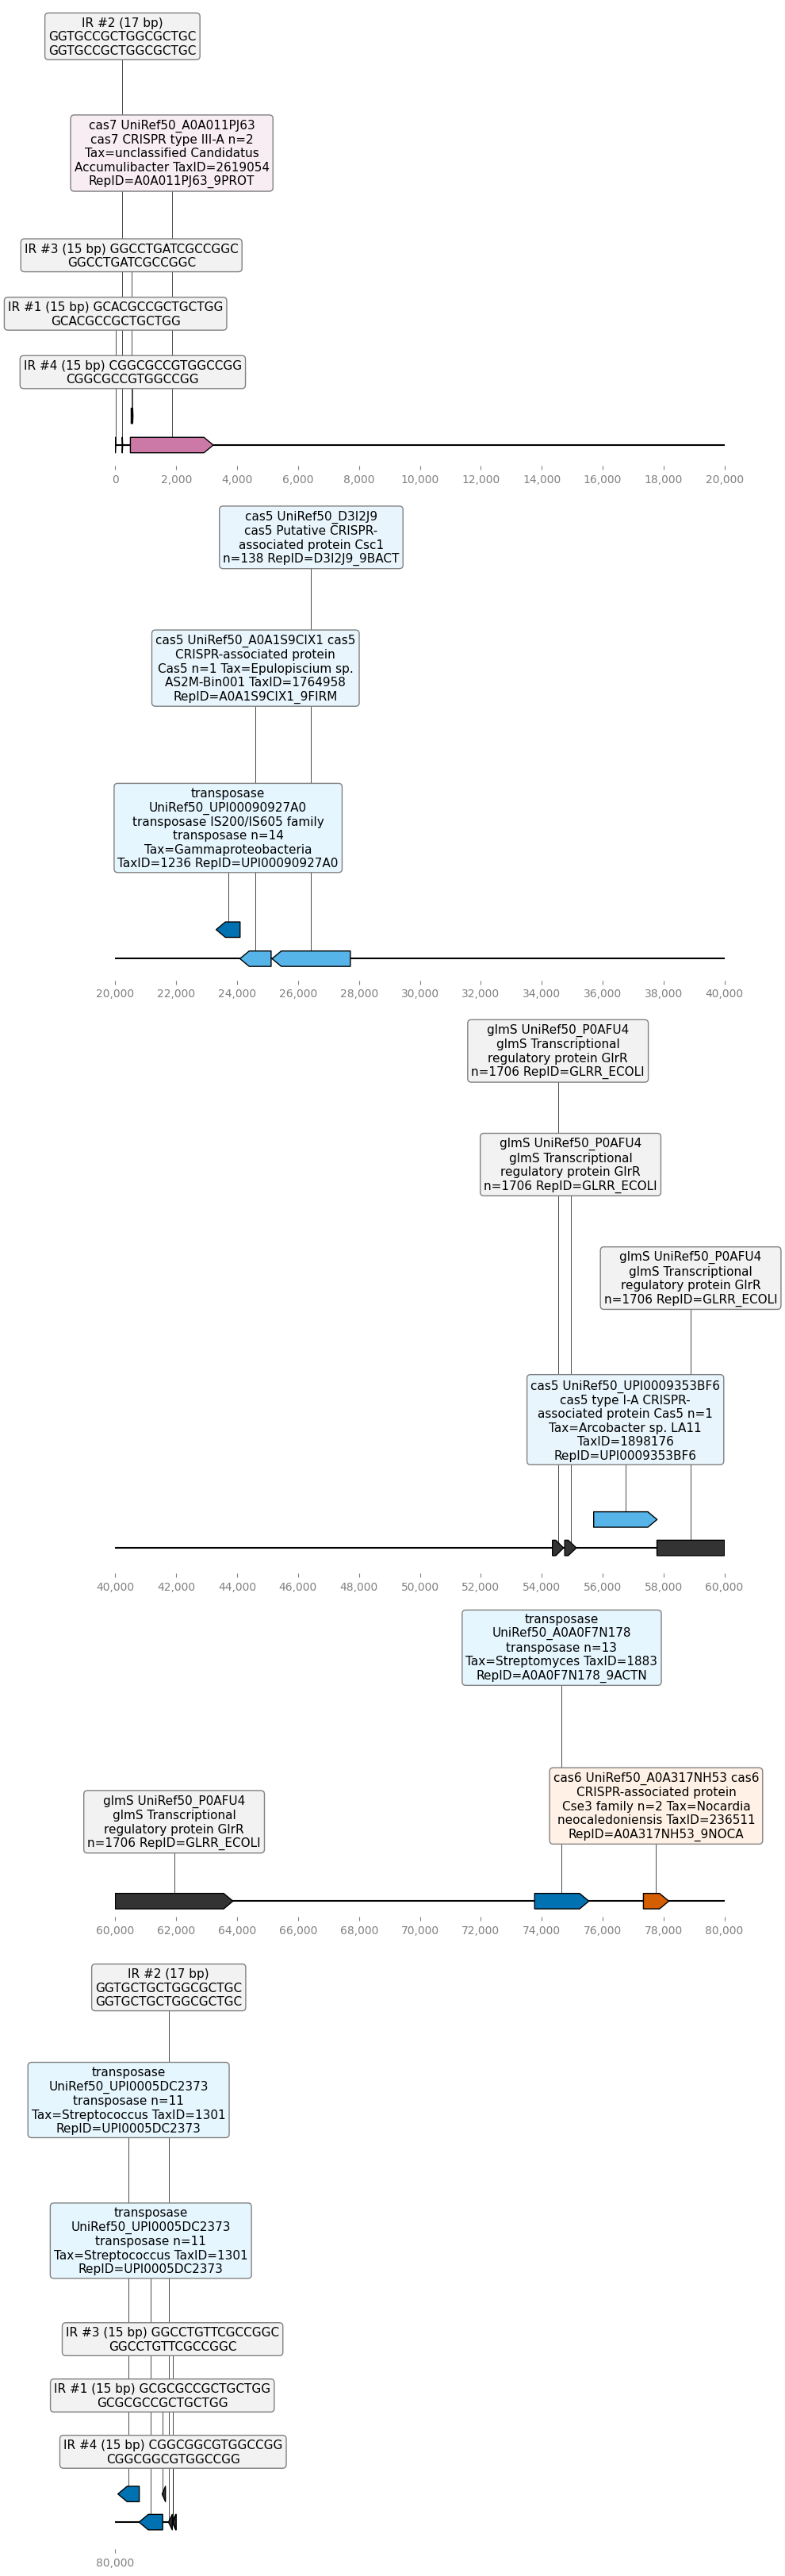 IR #2 (17 bp)
GGTGCCGCTGGCGCTGC
GGTGCCGCTGGCGCTGC
cas7 UniRef50_A0A011PJ63
cas7 CRISPR type III-A n=2
Tax=unclassified Candidatus
Accumulibacter TaxID=2619054
RepID=A0A011PJ63_9PROT
IR #3 (15 bp) GGCCTGATCGCCGGC
GGCCTGATCGCCGGC
IR #1 (15 bp) GCACGCCGCTGCTGG
GCACGCCGCTGCTGG
IR #4 (15 bp) CGGCGCCGTGGCCGG
CGGCGCCGTGGCCGG
0 2,000 4,000 6,000 8,000 10,000 12,000 14,000 16,000 18,000 20,000
cas5 UniRef50_D3I2J9
cas5 Putative CRISPR-
associated protein Csc1
n=138 RepID=D3I2J9_9BACT
cas5 UniRef50_A0A1S9CIX1 cas5
CRISPR-associated protein
Cas5 n=1 Tax=Epulopiscium sp.
AS2M-Bin001 TaxID=1764958
RepID=A0A1S9CIX1_9FIRM
transposase
UniRef50_UPI00090927A0
transposase IS200/IS605 family
transposase n=14
Tax=Gammaproteobacteria
TaxID=1236 RepID=UPI00090927A0
20,000 22,000 24,000 26,000 28,000 30,000 32,000 34,000 36,000 38,000 40,000
glmS UniRef50_P0AFU4
glmS Transcriptional
regulatory protein GlrR
n=1706 RepID=GLRR_ECOLI
glmS UniRef50_P0AFU4
glmS Transcriptional
regulatory protein GlrR
n=1706 RepID=GLRR_ECOLI
glmS UniRef50_P0AFU4
glmS Transcriptional
regulatory protein GlrR
n=1706 RepID=GLRR_ECOLI
cas5 UniRef50_UPI0009353BF6
cas5 type I-A CRISPR-
associated protein Cas5 n=1
Tax=Arcobacter sp. LA11
TaxID=1898176
RepID=UPI0009353BF6
40,000 42,000 44,000 46,000 48,000 50,000 52,000 54,000 56,000 58,000 60,000
transposase
UniRef50_A0A0F7N178
transposase n=13
Tax=Streptomyces TaxID=1883
RepID=A0A0F7N178_9ACTN
cas6 UniRef50_A0A317NH53 cas6
CRISPR-associated protein
Cse3 family n=2 Tax=Nocardia
neocaledoniensis TaxID=236511
RepID=A0A317NH53_9NOCA
glmS UniRef50_P0AFU4
glmS Transcriptional
regulatory protein GlrR
n=1706 RepID=GLRR_ECOLI
60,000 62,000 64,000 66,000 68,000 70,000 72,000 74,000 76,000 78,000 80,000
IR #2 (17 bp)
GGTGCTGCTGGCGCTGC
GGTGCTGCTGGCGCTGC
transposase
UniRef50_UPI0005DC2373
transposase n=11
Tax=Streptococcus TaxID=1301
RepID=UPI0005DC2373
transposase
UniRef50_UPI0005DC2373
transposase n=11
Tax=Streptococcus TaxID=1301
RepID=UPI0005DC2373
IR #3 (15 bp) GGCCTGTTCGCCGGC
GGCCTGTTCGCCGGC
IR #1 (15 bp) GCGCGCCGCTGCTGG
GCGCGCCGCTGCTGG
IR #4 (15 bp) CGGCGGCGTGGCCGG
CGGCGGCGTGGCCGG
80,000